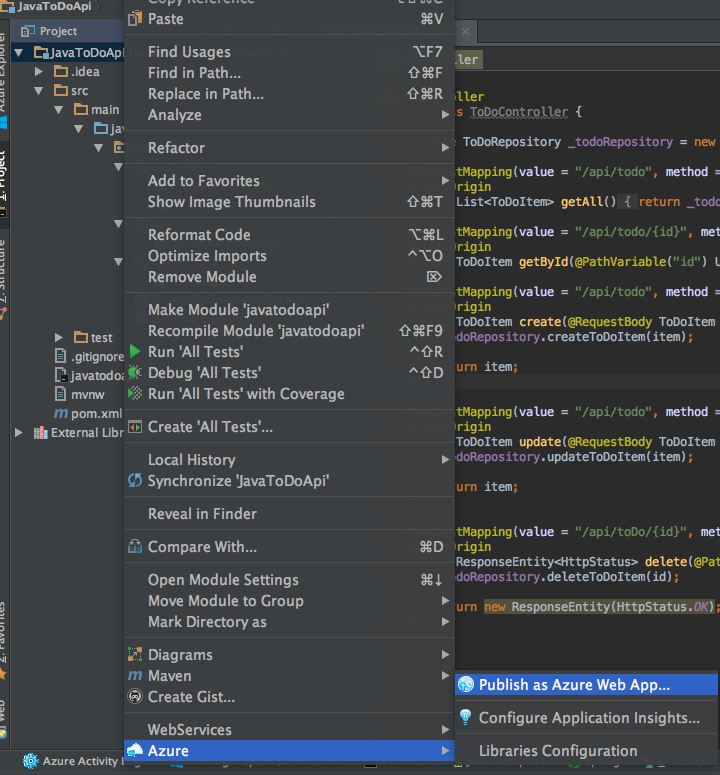 JavaToDoApi
Copy Reference
Paste ⌘V
Project
JavaToDoApi
.idea
src
main
test
.gitignore
mvnw
pom.xml
External Lib
1: Project
Z: Structure
2: Favorites
Web
Azure Explorer
Find Usages ⌥F7
Find in Path... ⇧⌘F
Replace in Path... ⇧⌘R
Analyze
Refactor
Add to Favorites
Show Image Thumbnails ⇧⌘T
Reformat Code ⌥⌘L
Optimize Imports ^⌥O
Remove Module ⌦
Make Module 'javatodoapi'
Recompile Module 'javatodoapi' ⇧⌘F9
Run 'All Tests' ^⇧R
Debug 'All Tests' ^⇧D
Run 'All Tests' with Coverage
Create 'All Tests'...
Local History
Synchronize 'JavaToDoApi'
Reveal in Finder
Compare With... ⌘D
Open Module Settings ⌘↓
Move Module to Group
Mark Directory as
Diagrams
Maven
Create Gist...
WebServices
Azure
Publish as Azure Web App...
Configure Application Insights...
Libraries Configuration
ller
ller
s ToDoController {
e ToDoRepository _todoRepository = new
tMapping(value = "/api/todo", method =
rigin
List<ToDoItem> getAll() { return _todo
tMapping(value = "/api/todo/{id}", met
rigin
ToDoItem getById(@PathVariable("id") U
tMapping(value = "/api/todo", method =
rigin
ToDoItem create(@RequestBody ToDoItem
doRepository.createToDoItem(item);
urn item;
tMapping(value = "/api/todo", method =
rigin
ToDoItem update(@RequestBody ToDoItem
doRepository.updateToDoItem(item);
urn item;
tMapping(value = "/api/toDo/{id}", met
rigin
ResponseEntity<HttpStatus> delete(@Pat
doRepository.deleteToDoItem(id);
urn new ResponseEntity(HttpStatus.OK);
Azure Activity